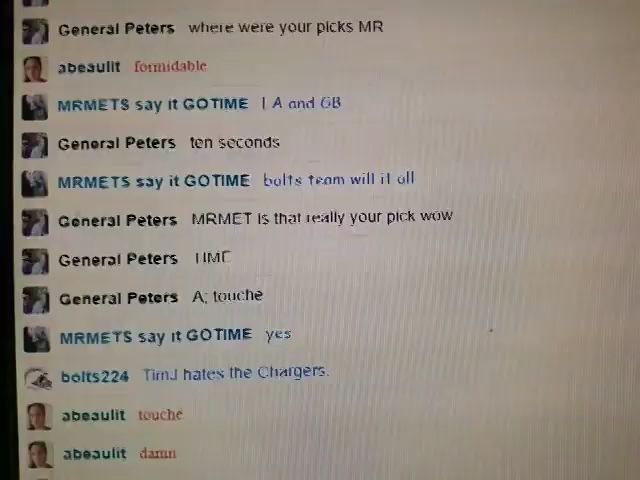 General Peters where were your picks MR
abeaulit formidable
MRMETS say it GOTIME LA and GB
General Peters ten seconds
MRMETS say it GOTIME bolts team will it all
General Peters MRMET is that really your pick wow
General Peters TIME
General Peters A; touche
MRMETS say it GOTIME yes
bolts224 TimJ hates the Chargers.
abeaulit touche
abeaulit damn